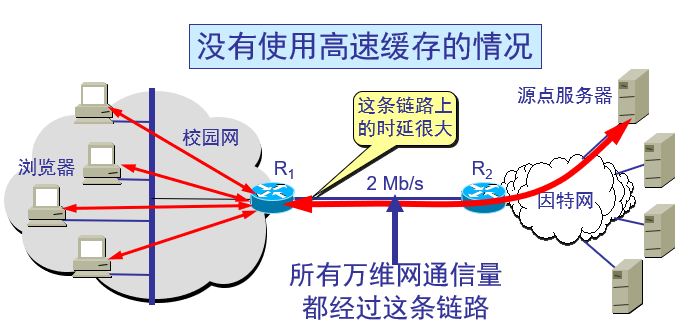 没有使用高速缓存的情况
这条链路上
的时延很大
源点服务器
校园网
浏览器
R1
2 Mb/s
R2
因特网
所有万维网通信量
都经过这条链路